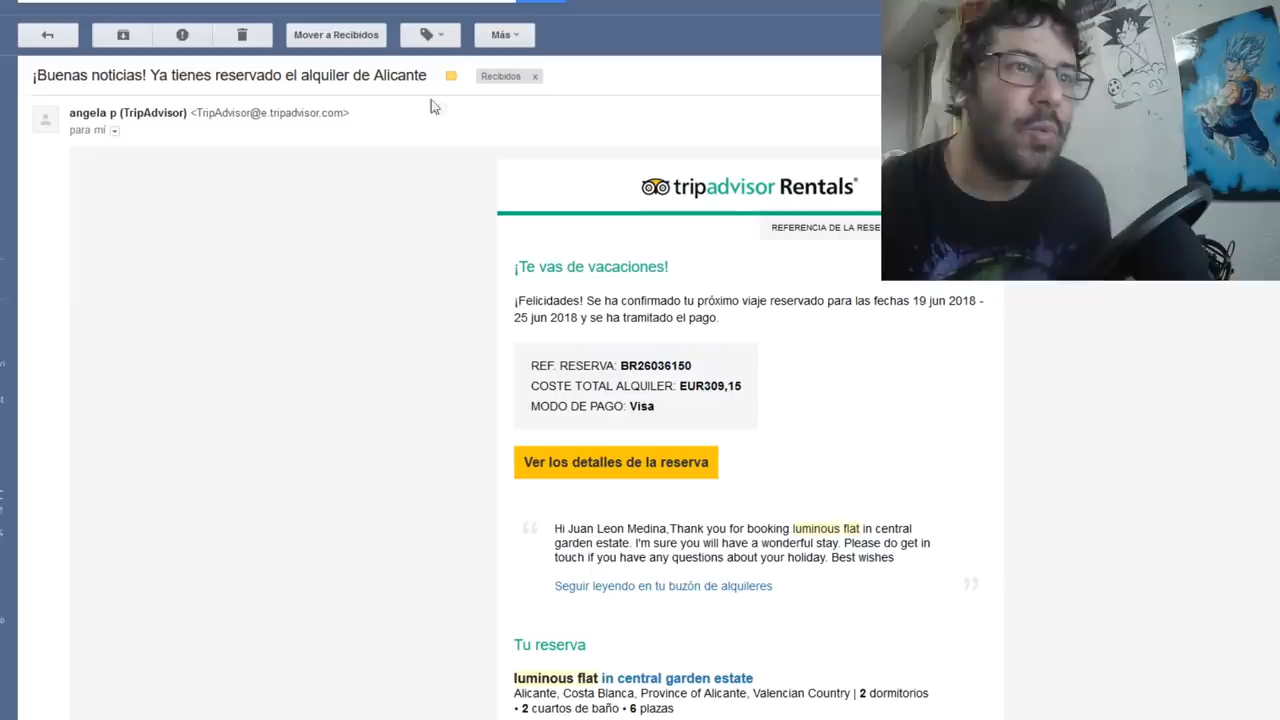 Mover a Recibidos
Más
¡Buenas noticias! Ya tienes reservado el alquiler de Alicante
Recibidos x
angela p (TripAdvisor) <TripAdvisor@e.tripadvisor.com>
para mí
tripadvisor Rentals®
REFERENCIA DE LA RESE
¡Te vas de vacaciones!
¡Felicidades! Se ha confirmado tu próximo viaje reservado para las fechas 19 jun 2018 -
25 jun 2018 y se ha tramitado el pago.
REF. RESERVA: BR26036150
COSTE TOTAL ALQUILER: EUR309,15
MODO DE PAGO: Visa
Ver los detalles de la reserva
“ Hi Juan Leon Medina,Thank you for booking luminous flat in central
garden estate. I'm sure you will have a wonderful stay. Please do get in
touch if you have any questions about your holiday. Best wishes
Seguir leyendo en tu buzón de alquileres ”
Tu reserva
luminous flat in central garden estate
Alicante, Costa Blanca, Province of Alicante, Valencian Country | 2 dormitorios
• 2 cuartos de baño • 6 plazas